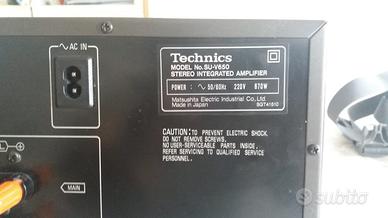 AC IN
Technics
MODEL No. SU-V650
STEREO INTEGRATED AMPLIFIER
POWER : ∿ 50/60Hz 220V 870W
Matsushita Electric Industrial Co., Ltd.
Made in Japan
SGT41510
CAUTION: TO PREVENT ELECTRIC SHOCK,
DO NOT REMOVE SCREWS.
NO USER-SERVICEABLE PARTS INSIDE.
REFER SERVICING TO QUALIFIED SERVICE
PERSONNEL.
L
MAIN
subito